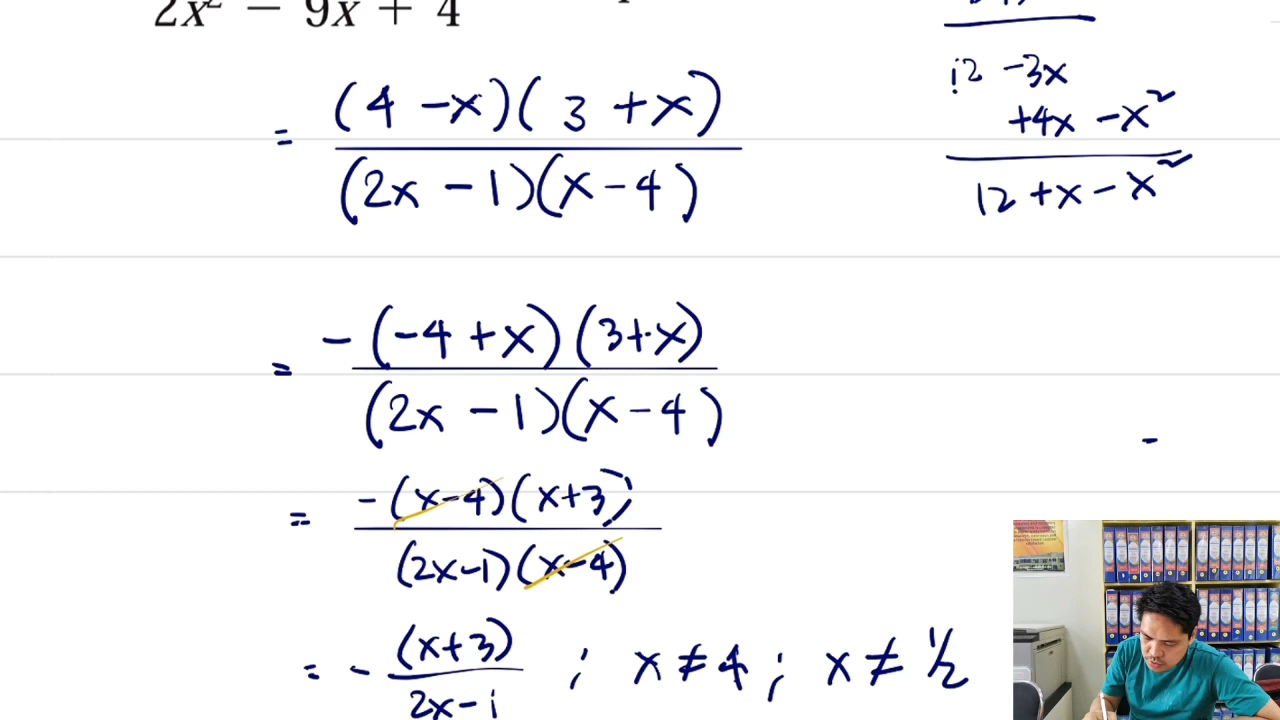 2x² − 9x + 4
= (4 −x)( 3 +x)
(2x − 1)(x − 4)
= −(−4 + x)(3+x)
(2x − 1)(x − 4)
= −(x−4)(x+3)
(2x−1)(x−4)
= − (x+3) ; x ≠ 4 ; x ≠ 1/2
2x−1
12 −3x
+4x −x²
12 +x − x²
−